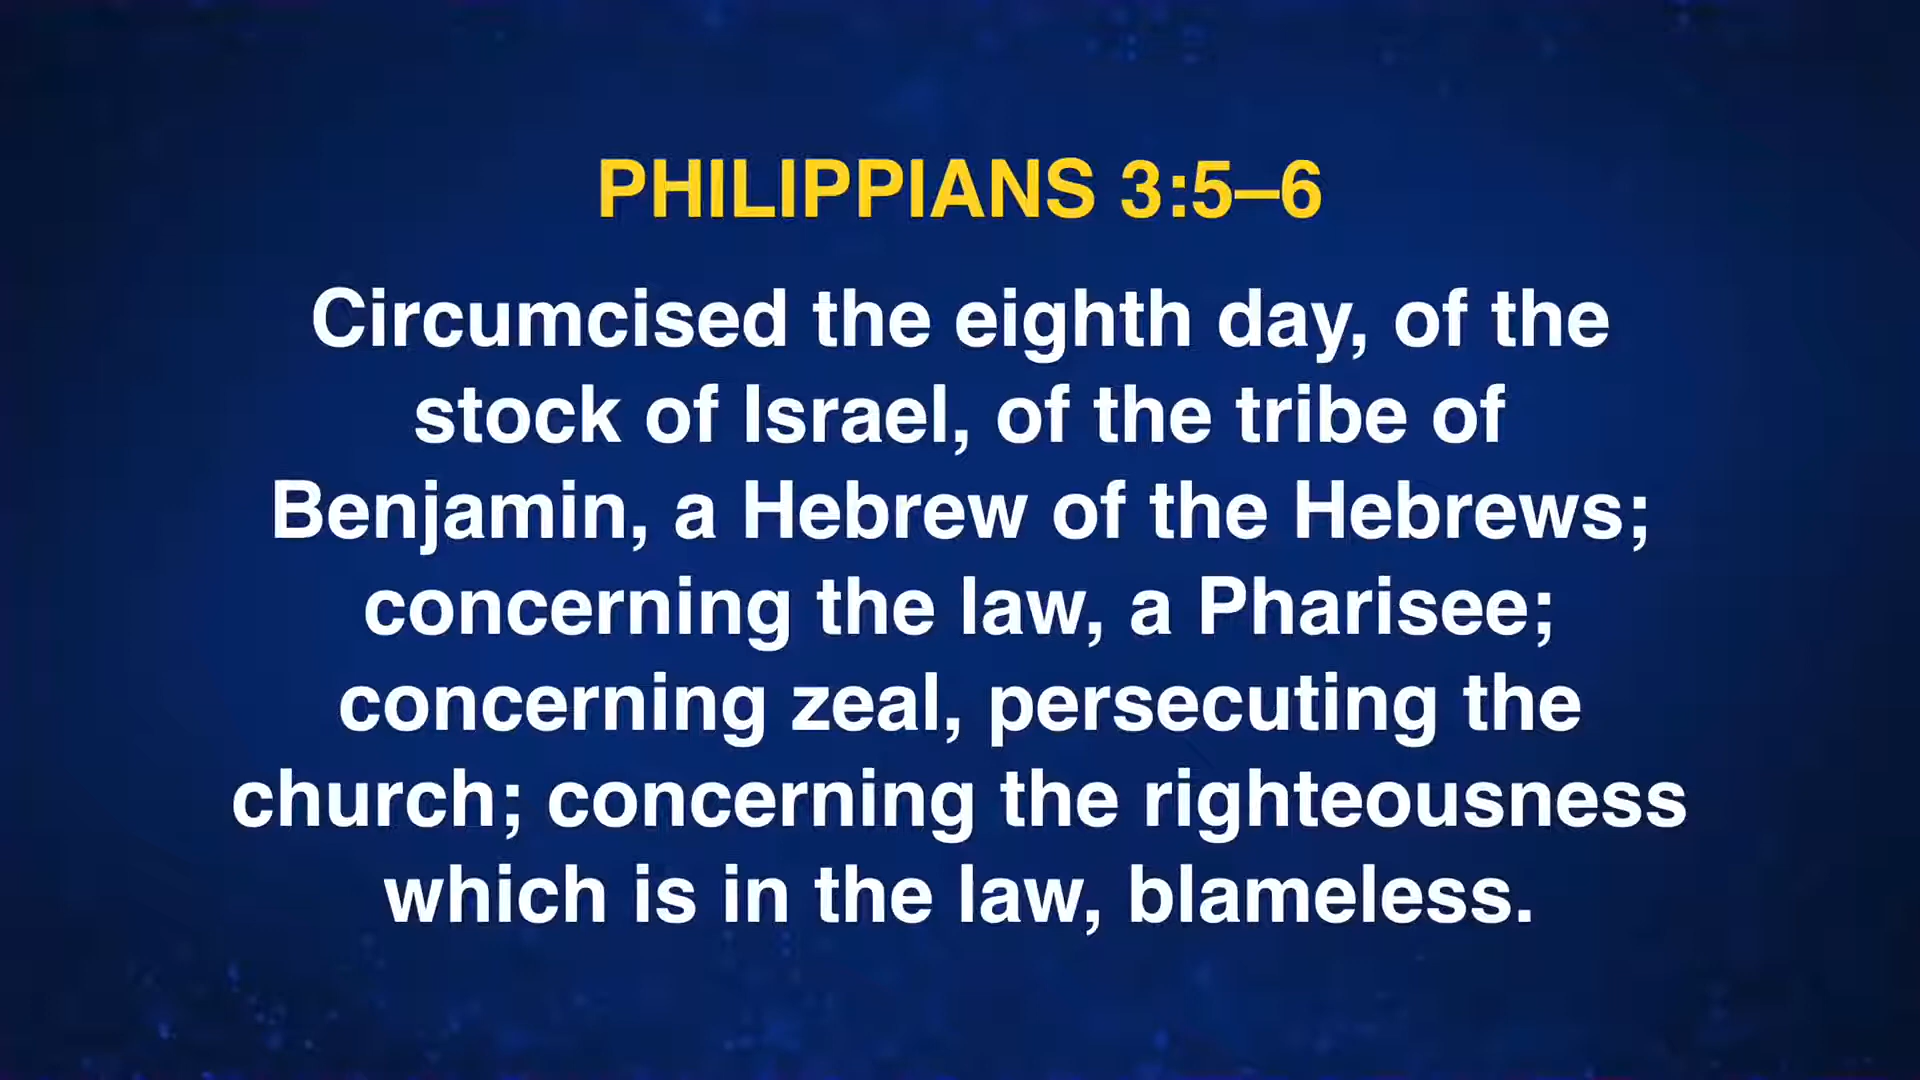 PHILIPPIANS 3:5–6
Circumcised the eighth day, of the
stock of Israel, of the tribe of
Benjamin, a Hebrew of the Hebrews;
concerning the law, a Pharisee;
concerning zeal, persecuting the
church; concerning the righteousness
which is in the law, blameless.